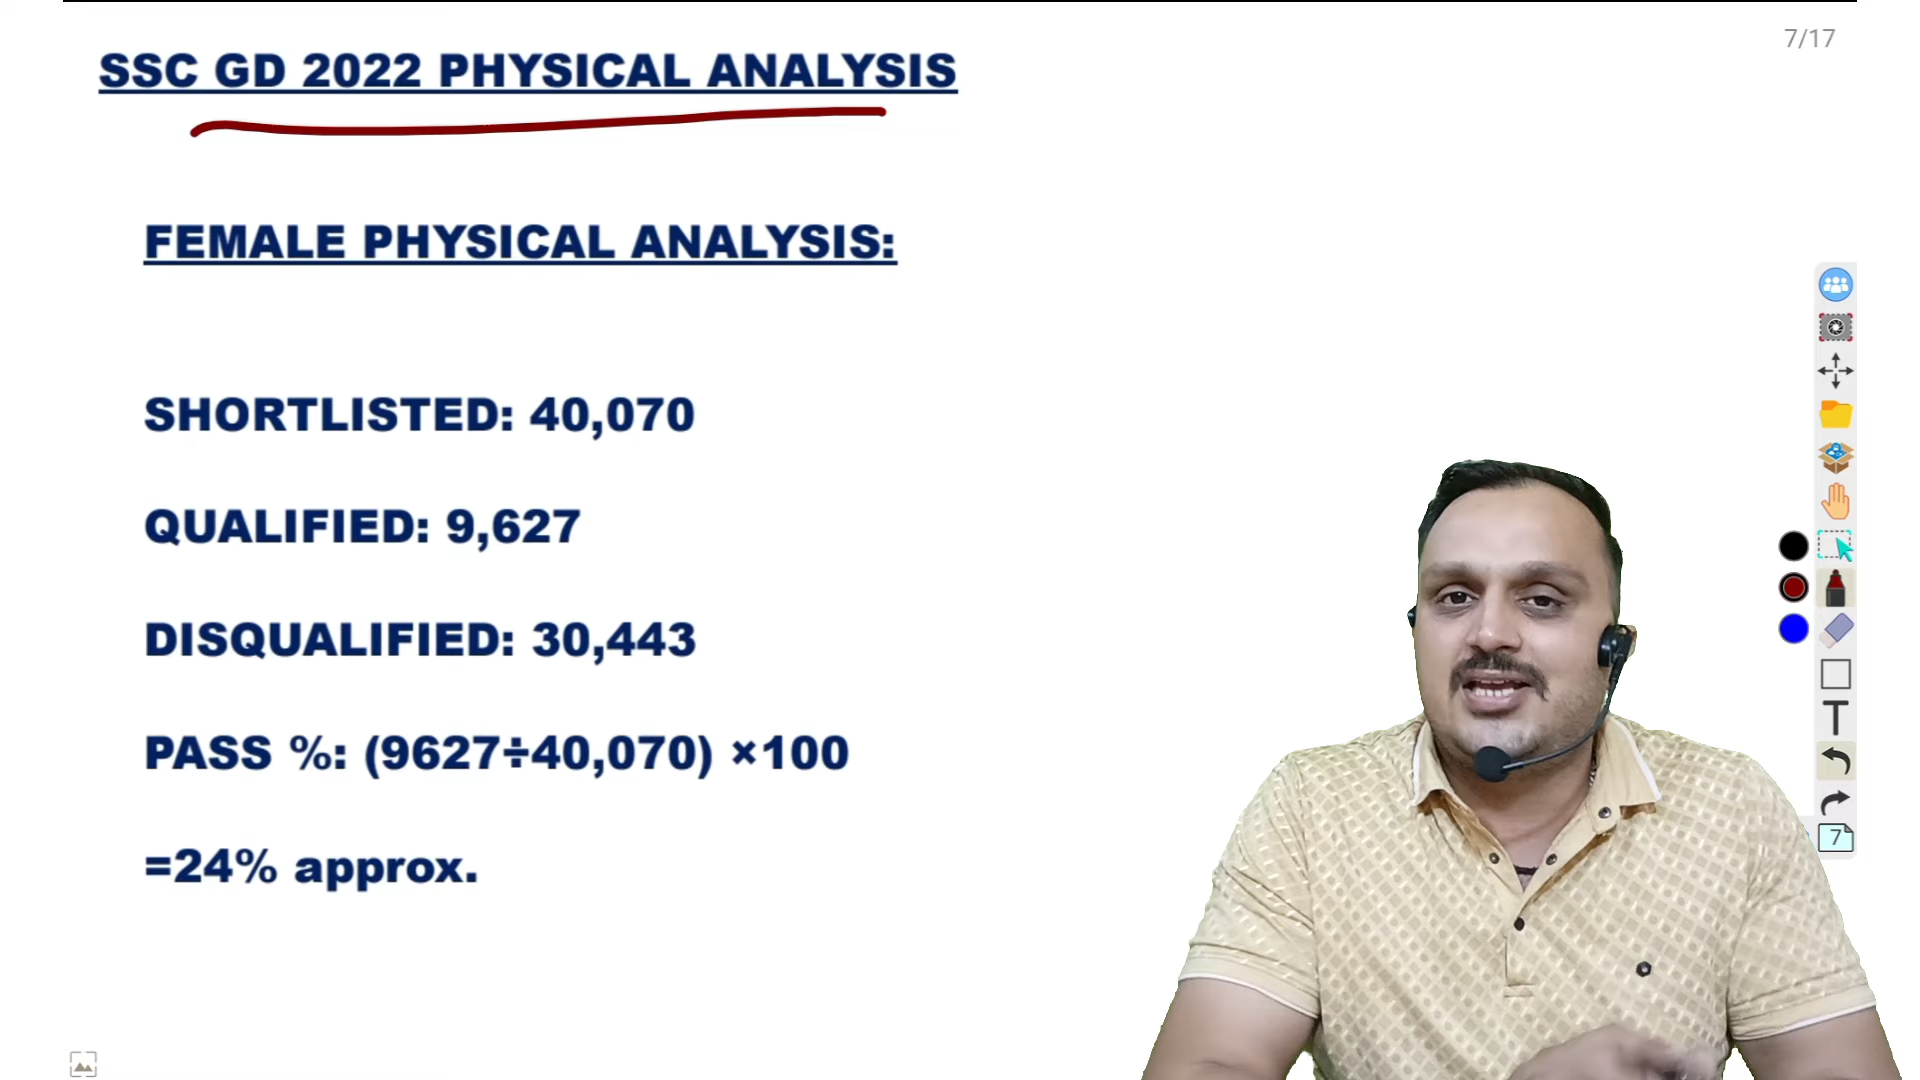 SSC GD 2022 PHYSICAL ANALYSIS
7/17
FEMALE PHYSICAL ANALYSIS:
SHORTLISTED: 40,070
QUALIFIED: 9,627
DISQUALIFIED: 30,443
PASS %: (9627÷40,070) ×100
=24% approx.
T
7